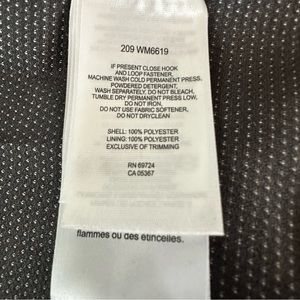 209 WM6619
IF PRESENT CLOSE HOOK
AND LOOP FASTENER,
MACHINE WASH COLD PERMANENT PRESS,
POWDERED DETERGENT,
WASH SEPARATELY, DO NOT BLEACH,
TUMBLE DRY PERMANENT PRESS LOW,
DO NOT IRON,
DO NOT USE FABRIC SOFTENER,
DO NOT DRYCLEAN
SHELL: 100% POLYESTER
LINING: 100% POLYESTER
EXCLUSIVE OF TRIMMING
RN 69724
CA 05367
flammes ou des étincelles.